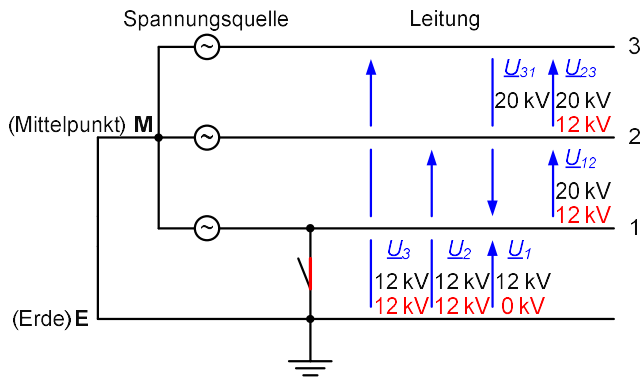 Spannungsquelle Leitung
3
U31 U23
20 kV 20 kV
12 kV
(Mittelpunkt) M 2
U12
20 kV
12 kV
1
U3 U2 U1
12 kV 12 kV 12 kV
12 kV 12 kV 0 kV
(Erde) E